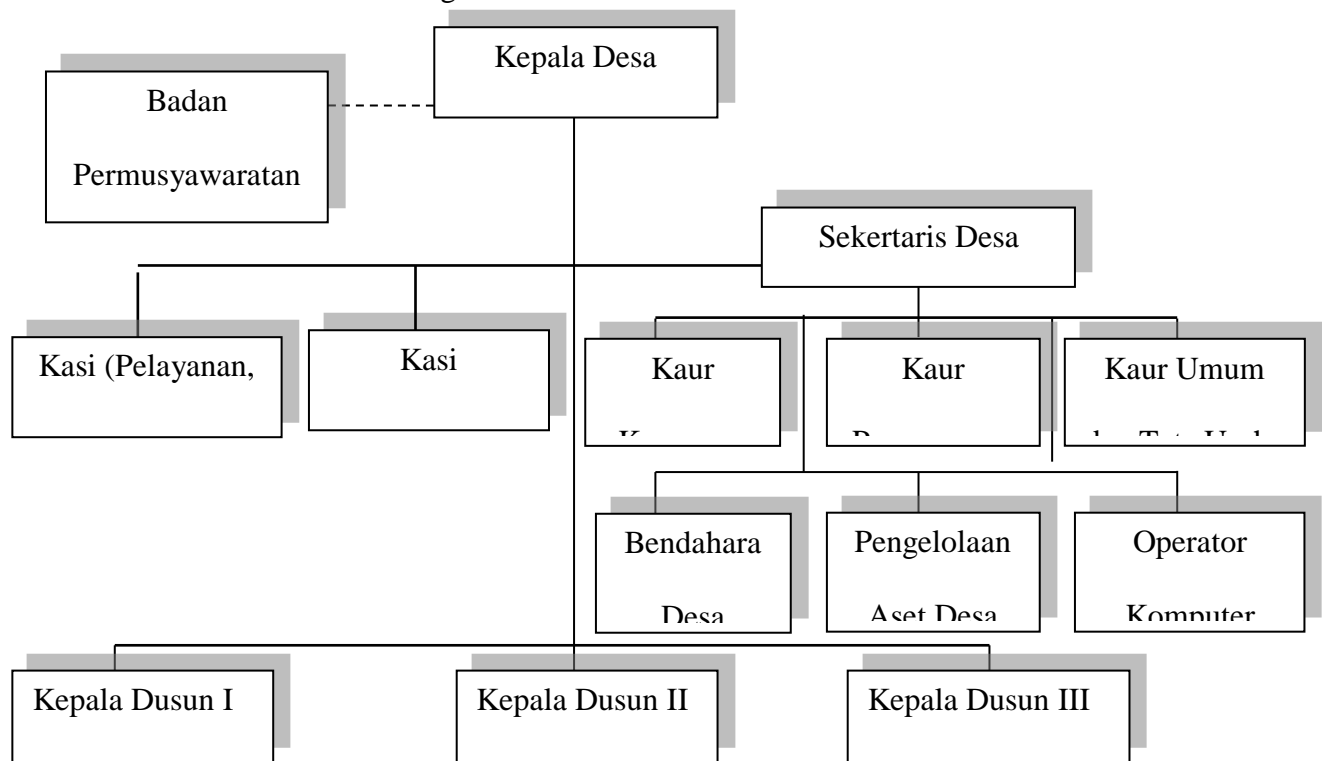 Kepala Desa
Badan
Permusyawaratan
Sekertaris Desa
Kasi (Pelayanan,
Kasi
Kaur
Kaur
Kaur Umum
Bendahara
Desa
Pengelolaan
Aset Desa
Operator
Komputer
Kepala Dusun I
Kepala Dusun II
Kepala Dusun III